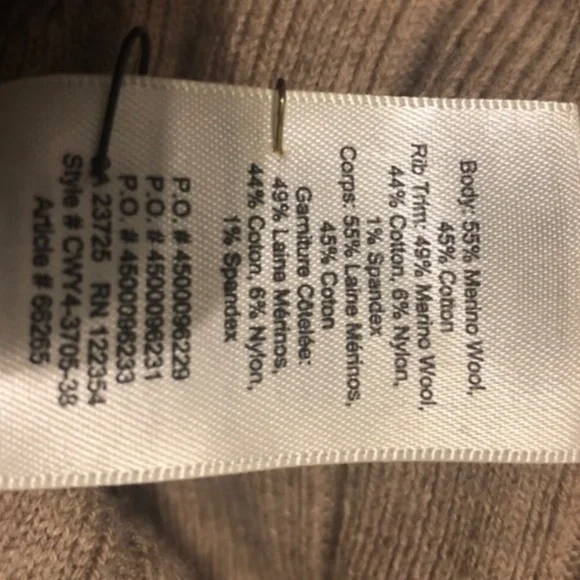 Body: 55% Merino Wool,
45% Cotton
Rib Trim: 49% Merino Wool,
44% Cotton, 6% Nylon,
1% Spandex
Corps: 55% Laine Mérinos,
45% Coton
Garniture Côtelée:
49% Laine Mérinos,
44% Coton, 6% Nylon,
1% Spandex
P.O. # 4500096229
P.O. # 4500096231
P.O. # 4500096233
CA 23725 RN 122354
Style # CWY4-3705-38
Article # 66265